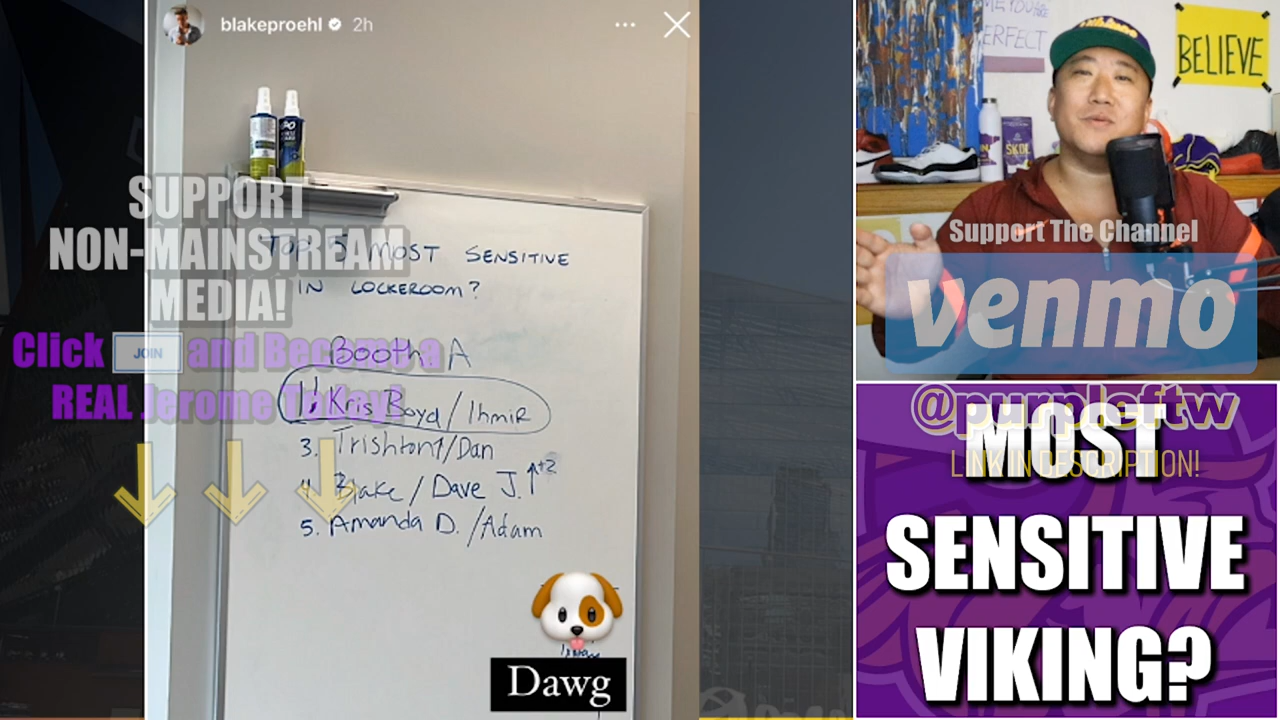 blakeproehl 2h
TOP 5 MOST SENSITIVE
IN LOCKEROOM?
Booth A
1. Kris Boyd / Ihmir
3. Trishton / Dan
4. Blake / Dave J. ↑+2
5. Amanda D. / Adam
Dawg
SUPPORT
NON-MAINSTREAM
MEDIA!
Click JOIN and Become a
REAL Jerome Today!
BELIEVE
SKOL
Support The Channel
venmo
@purpleftw
LINK IN DESCRIPTION!
MOST
SENSITIVE
VIKING?